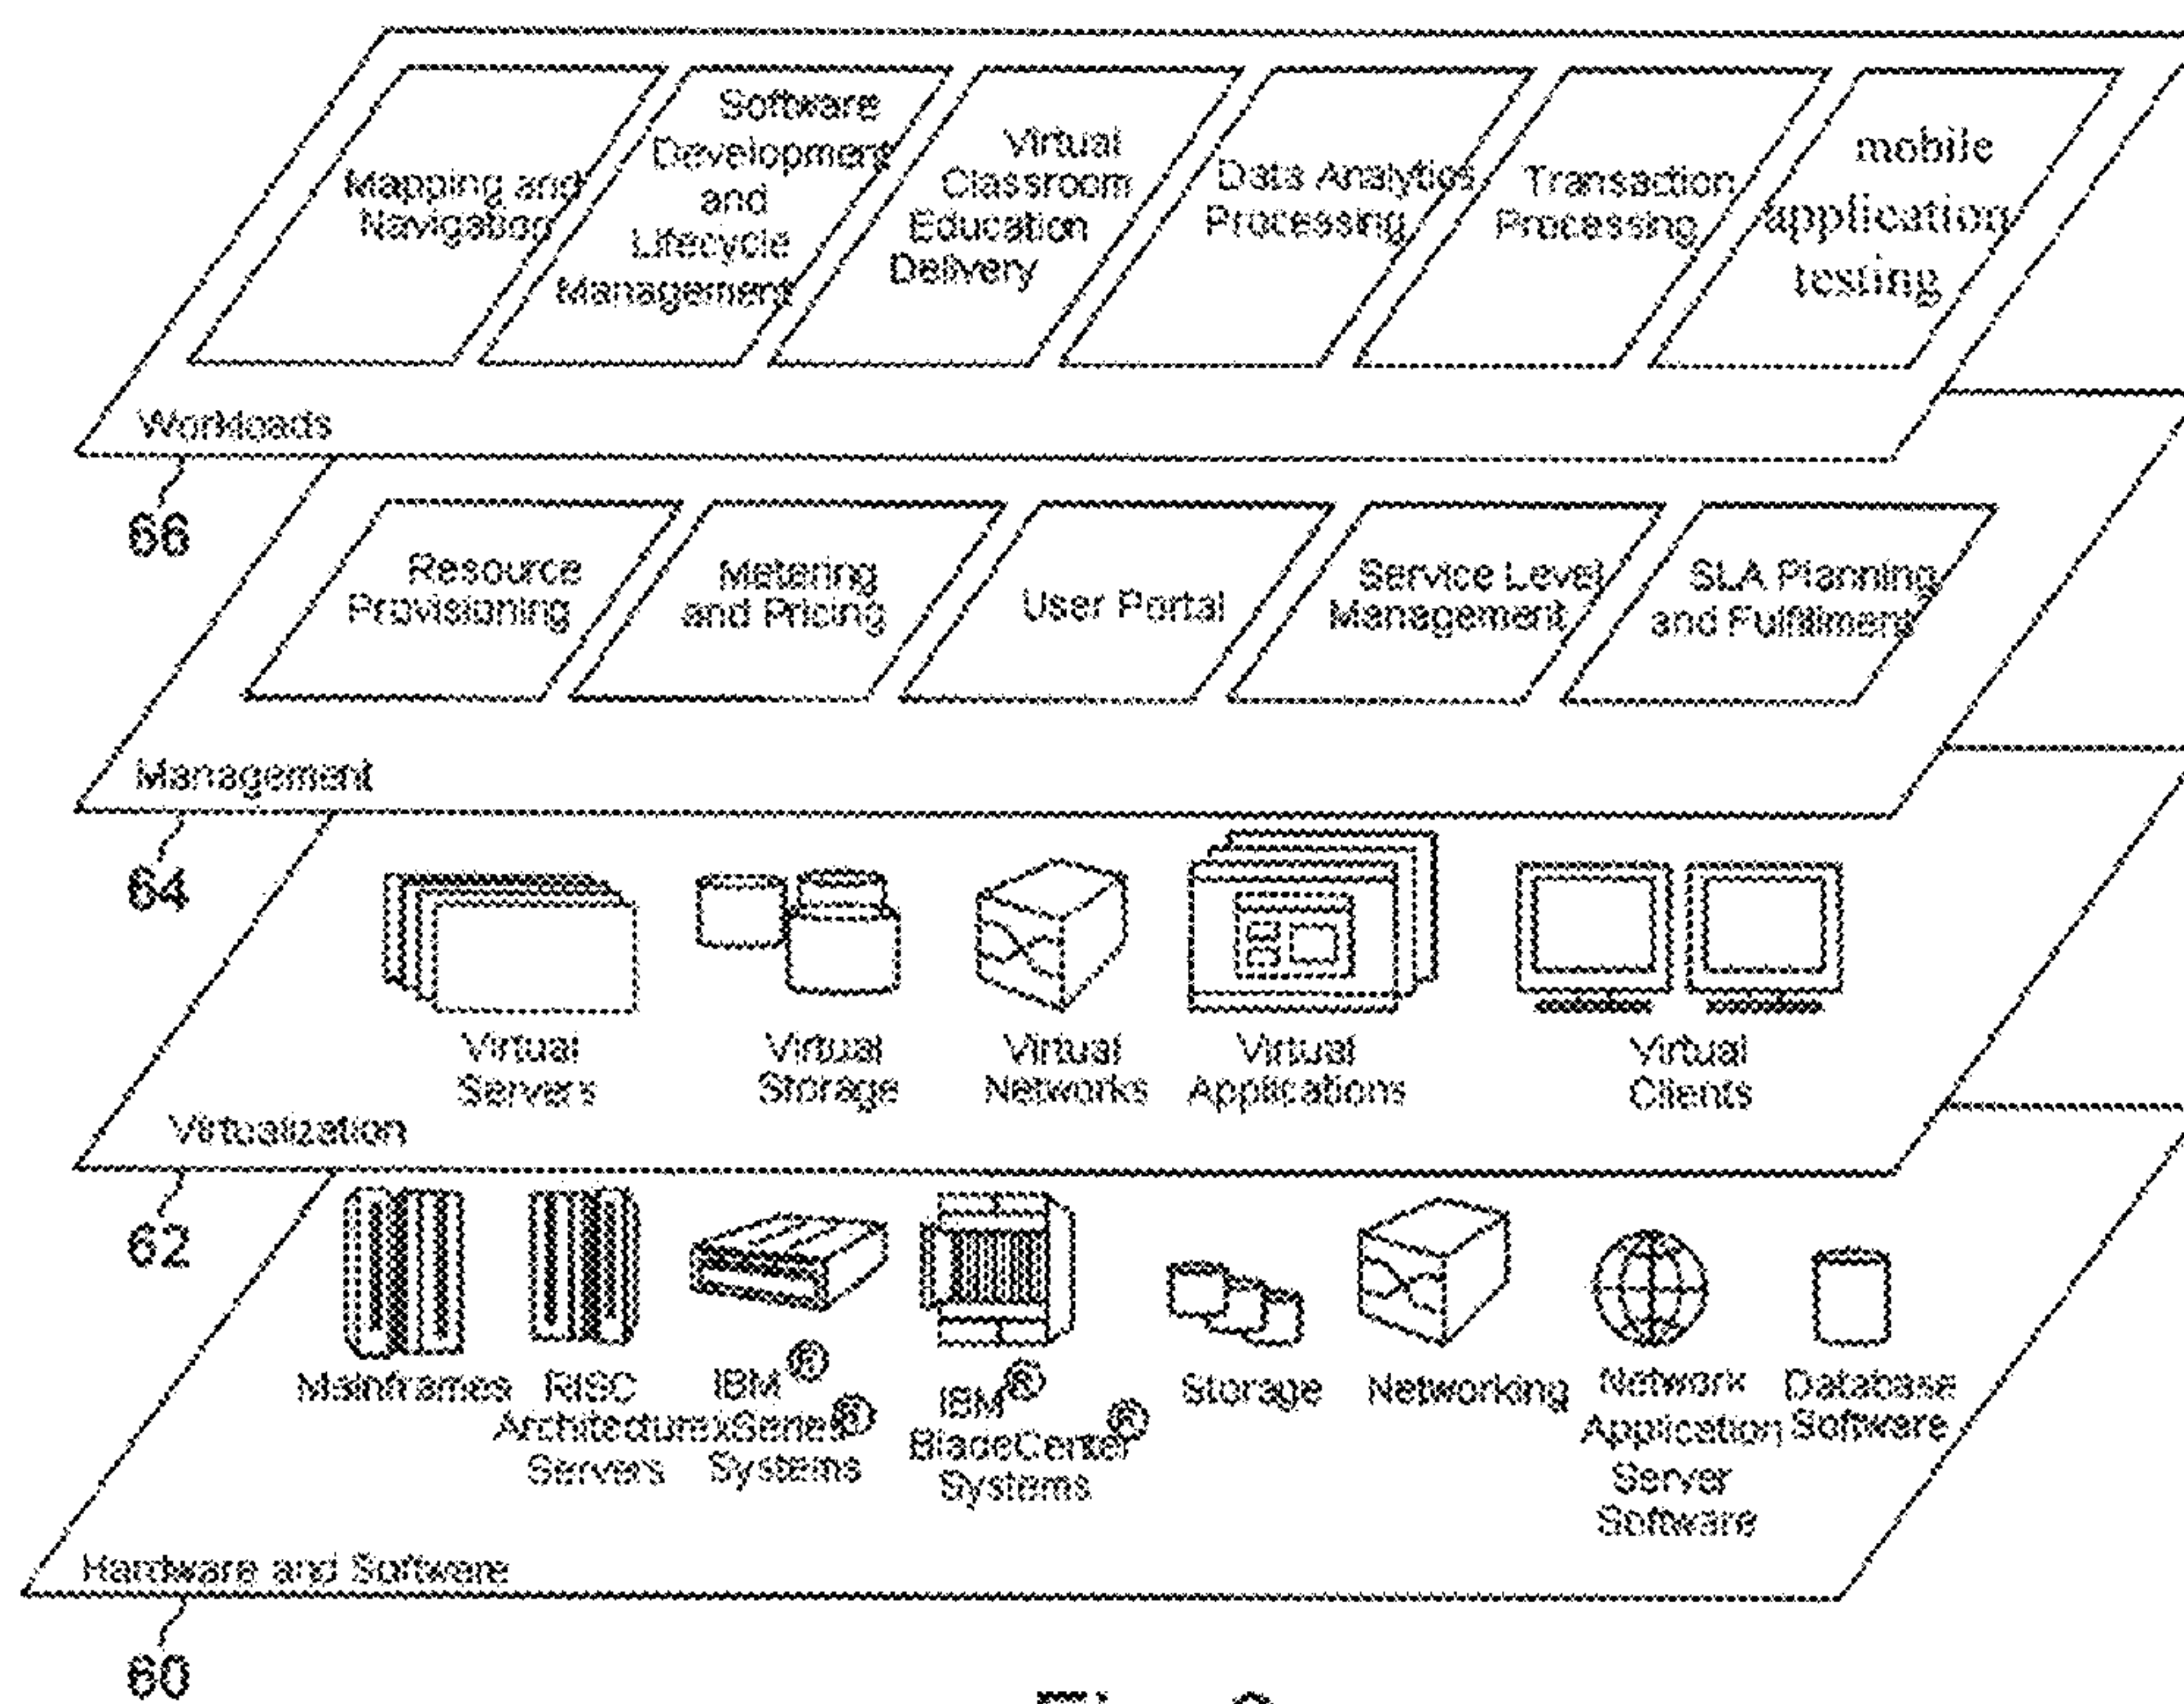 Mapping and
Navigation
Software
Development
and
Lifecycle
Management
Virtual
Classroom
Education
Delivery
Data Analytics
Processing
Transaction
Processing
mobile
application
testing
Workloads
66
Resource
Provisioning
Metering
and Pricing
User Portal
Service Level
Management
SLA Planning
and Fulfillment
Management
64
Virtual
Servers
Virtual
Storage
Virtual
Networks
Virtual
Applications
Virtual
Clients
Virtualization
62
Mainframes
RISC
Architecture
Servers
IBM®
xSeries®
Systems
IBM®
BladeCenter®
Systems
Storage
Networking
Network
Application
Server
Software
Database
Software
Hardware and Software
60